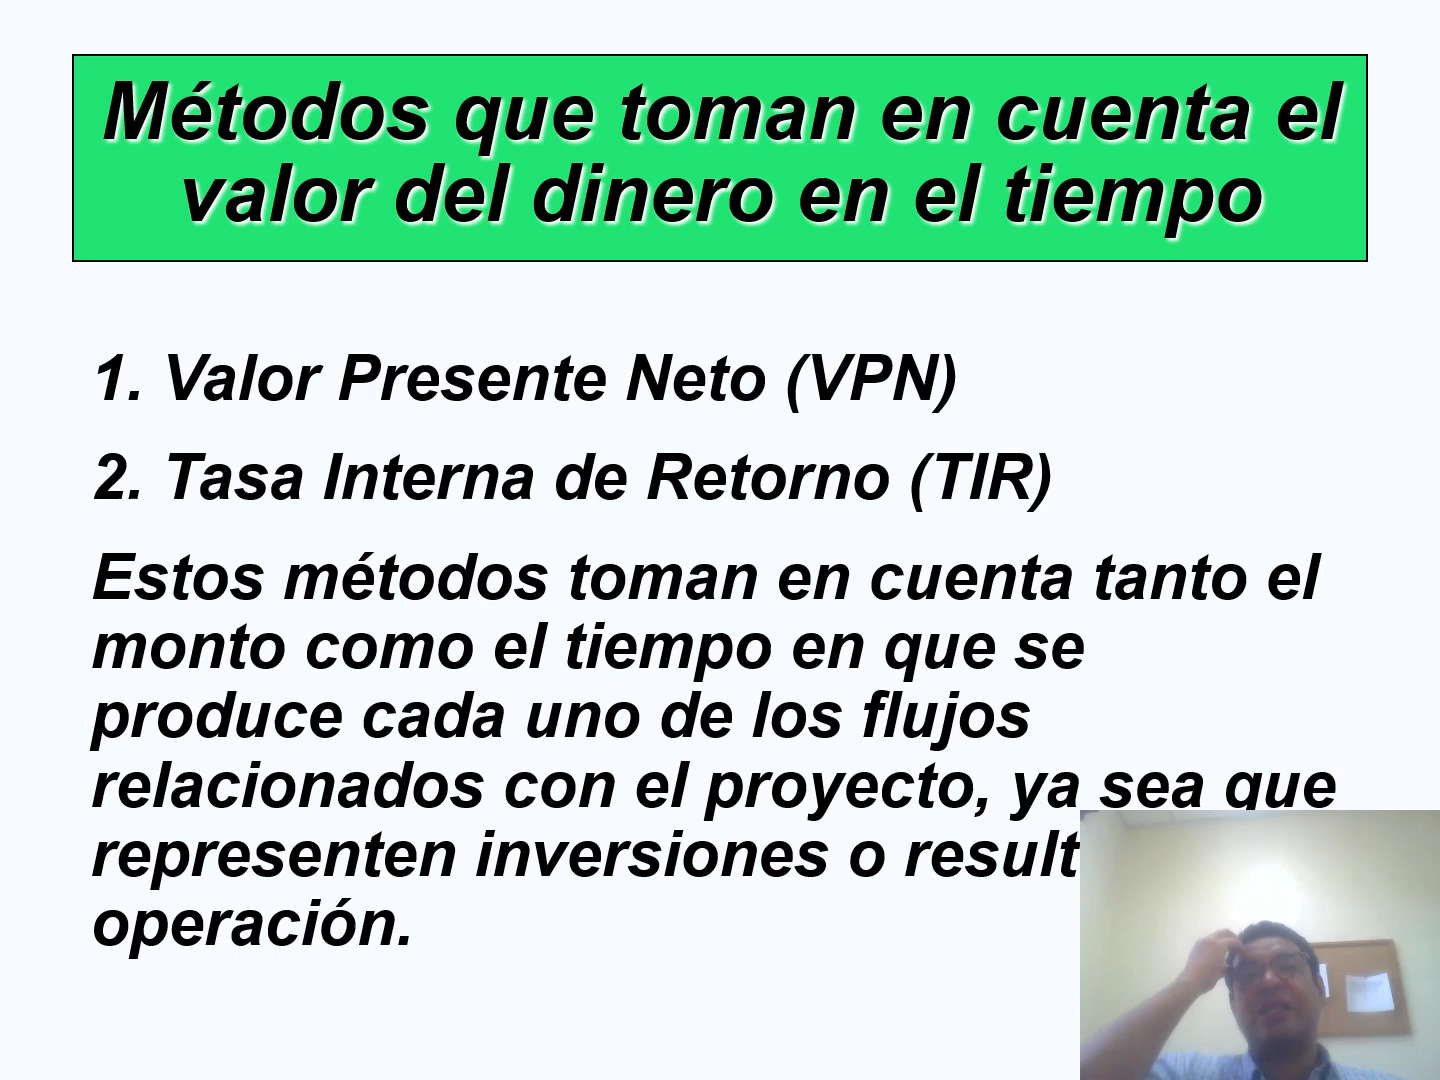 Métodos que toman en cuenta el
valor del dinero en el tiempo
1. Valor Presente Neto (VPN)
2. Tasa Interna de Retorno (TIR)
Estos métodos toman en cuenta tanto el
monto como el tiempo en que se
produce cada uno de los flujos
relacionados con el proyecto, ya sea que
representen inversiones o result
operación.